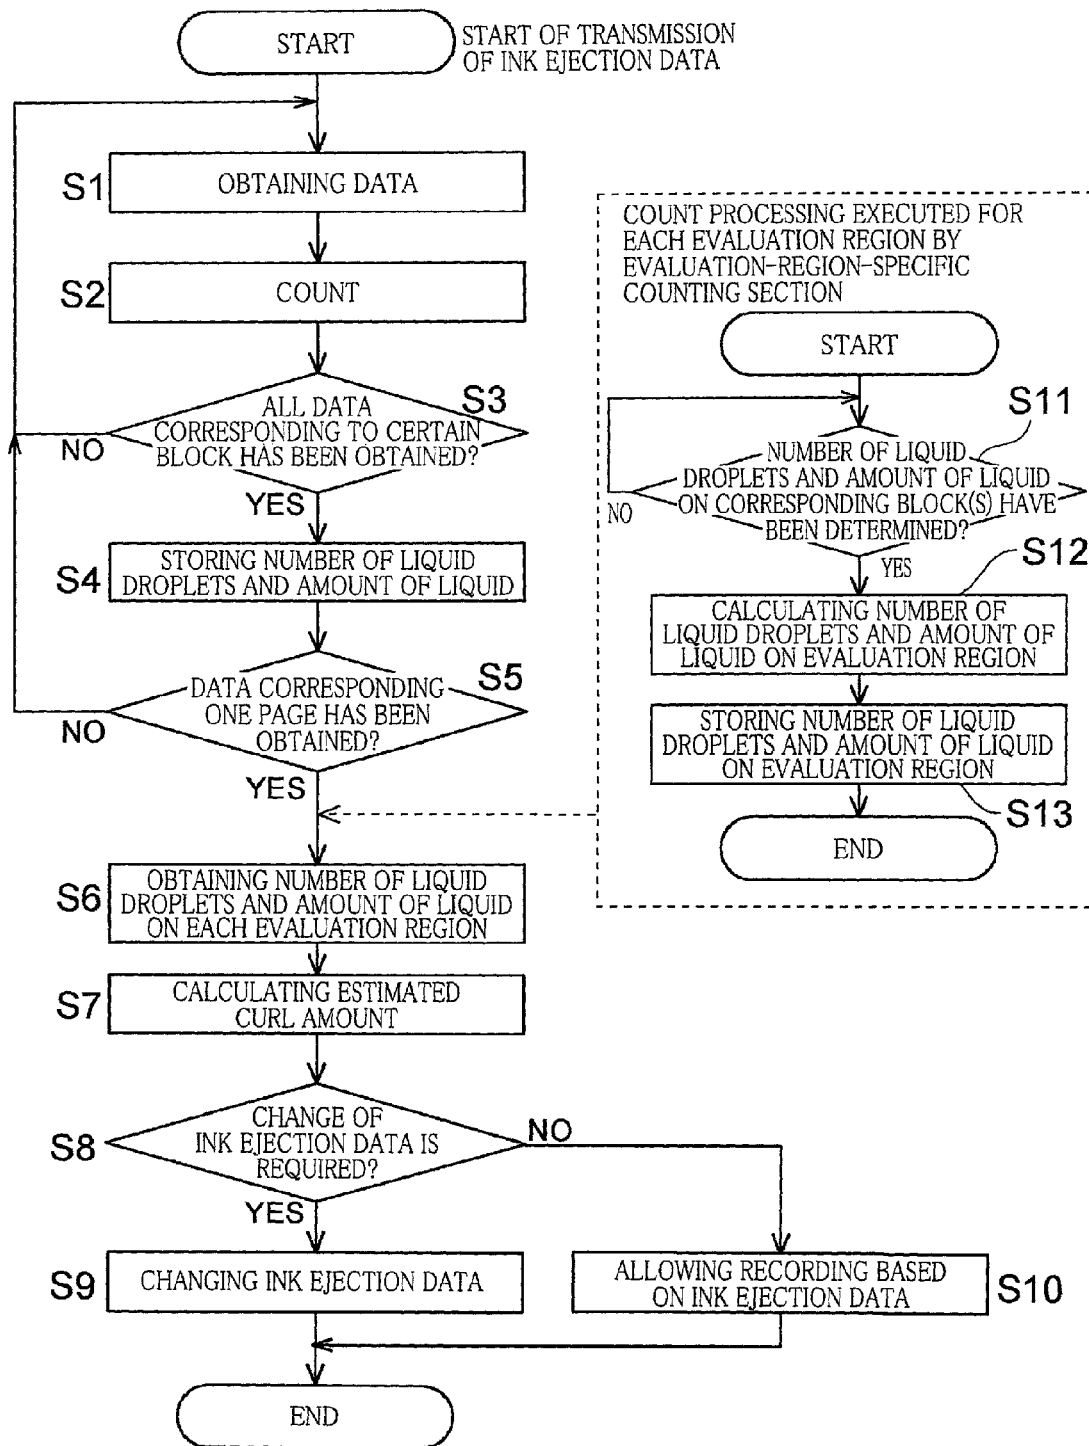 START
START OF TRANSMISSION
OF INK EJECTION DATA
S1
OBTAINING DATA
S2
COUNT
S3
ALL DATA
CORRESPONDING TO CERTAIN
BLOCK HAS BEEN OBTAINED?
NO
YES
S4
STORING NUMBER OF LIQUID
DROPLETS AND AMOUNT OF LIQUID
S5
DATA CORRESPONDING
ONE PAGE HAS BEEN
OBTAINED?
NO
YES
S6
OBTAINING NUMBER OF LIQUID
DROPLETS AND AMOUNT OF LIQUID
ON EACH EVALUATION REGION
S7
CALCULATING ESTIMATED
CURL AMOUNT
S8
CHANGE OF
INK EJECTION DATA IS
REQUIRED?
NO
YES
S9
CHANGING INK EJECTION DATA
ALLOWING RECORDING BASED
ON INK EJECTION DATA
S10
END
COUNT PROCESSING EXECUTED FOR
EACH EVALUATION REGION BY
EVALUATION-REGION-SPECIFIC
COUNTING SECTION
START
S11
NUMBER OF LIQUID
DROPLETS AND AMOUNT OF LIQUID
ON CORRESPONDING BLOCK(S) HAVE
BEEN DETERMINED?
NO
YES
S12
CALCULATING NUMBER OF
LIQUID DROPLETS AND AMOUNT OF
LIQUID ON EVALUATION REGION
STORING NUMBER OF LIQUID
DROPLETS AND AMOUNT OF LIQUID
ON EVALUATION REGION
S13
END